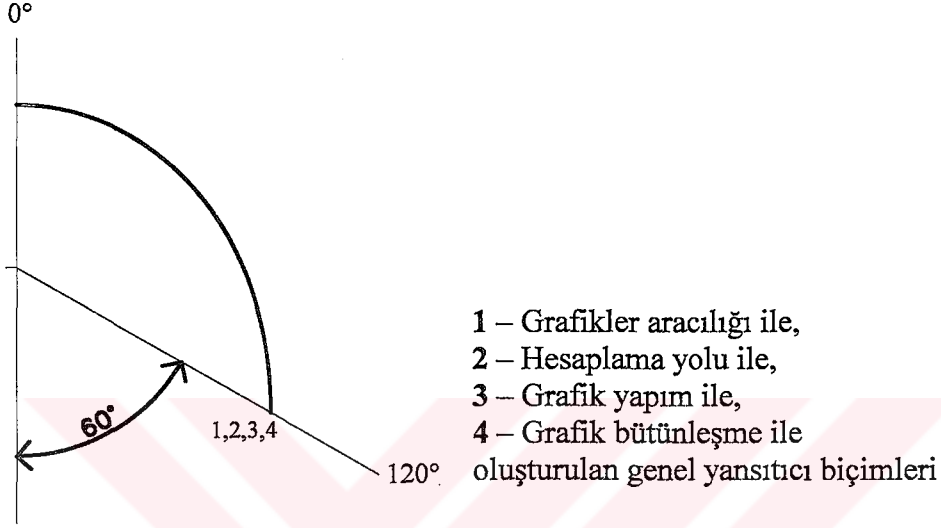 0°
60°
1,2,3,4
120°
1 – Grafikler aracılığı ile,
2 – Hesaplama yolu ile,
3 – Grafik yapım ile,
4 – Grafik bütünleşme ile
oluşturulan genel yansıtıcı biçimleri